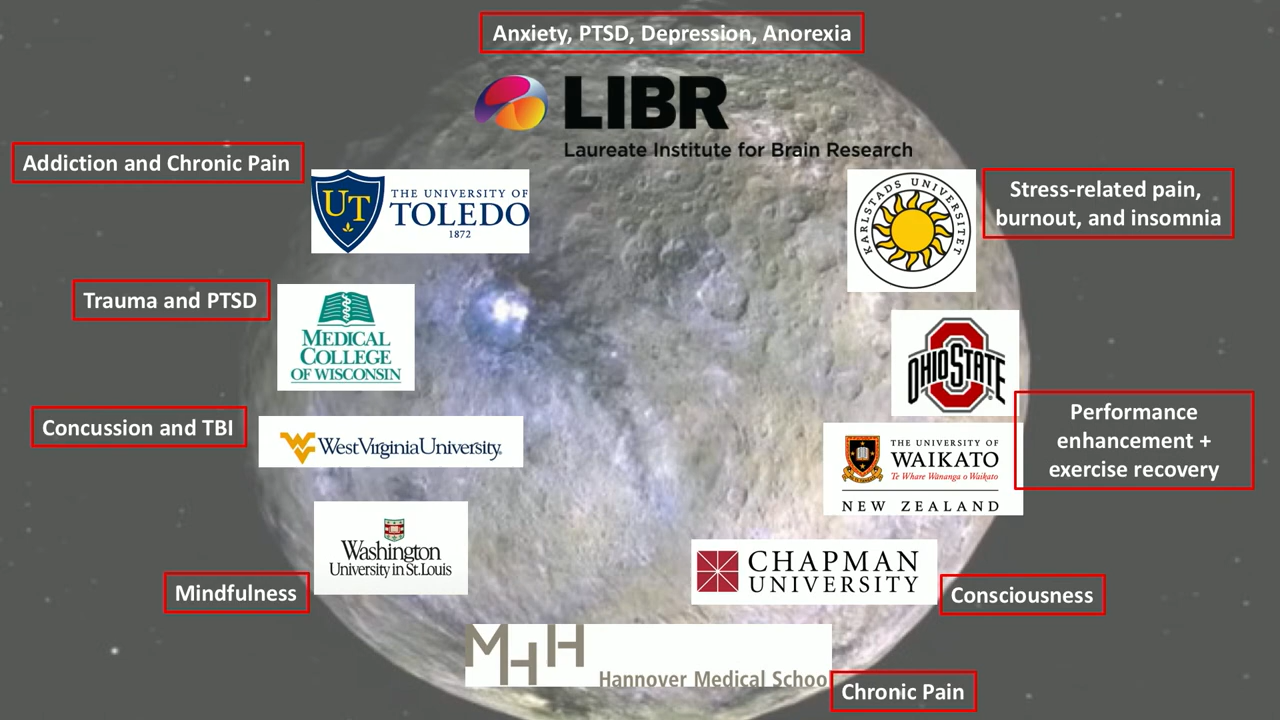 Anxiety, PTSD, Depression, Anorexia
LIBR
Laureate Institute for Brain Research
Addiction and Chronic Pain
UT
THE UNIVERSITY OF
TOLEDO
1872
KARLSTADS UNIVERSITET
Stress-related pain,
burnout, and insomnia
Trauma and PTSD
MEDICAL
COLLEGE
OF WISCONSIN
OHIO STATE
Concussion and TBI
WV
WestVirginiaUniversity.
THE UNIVERSITY OF
WAIKATO
Te Whare Wānanga o Waikato
NEW ZEALAND
Performance
enhancement +
exercise recovery
Washington
University in St.Louis
Mindfulness
CHAPMAN
UNIVERSITY
Consciousness
MHH
Hannover Medical Schoo
Chronic Pain